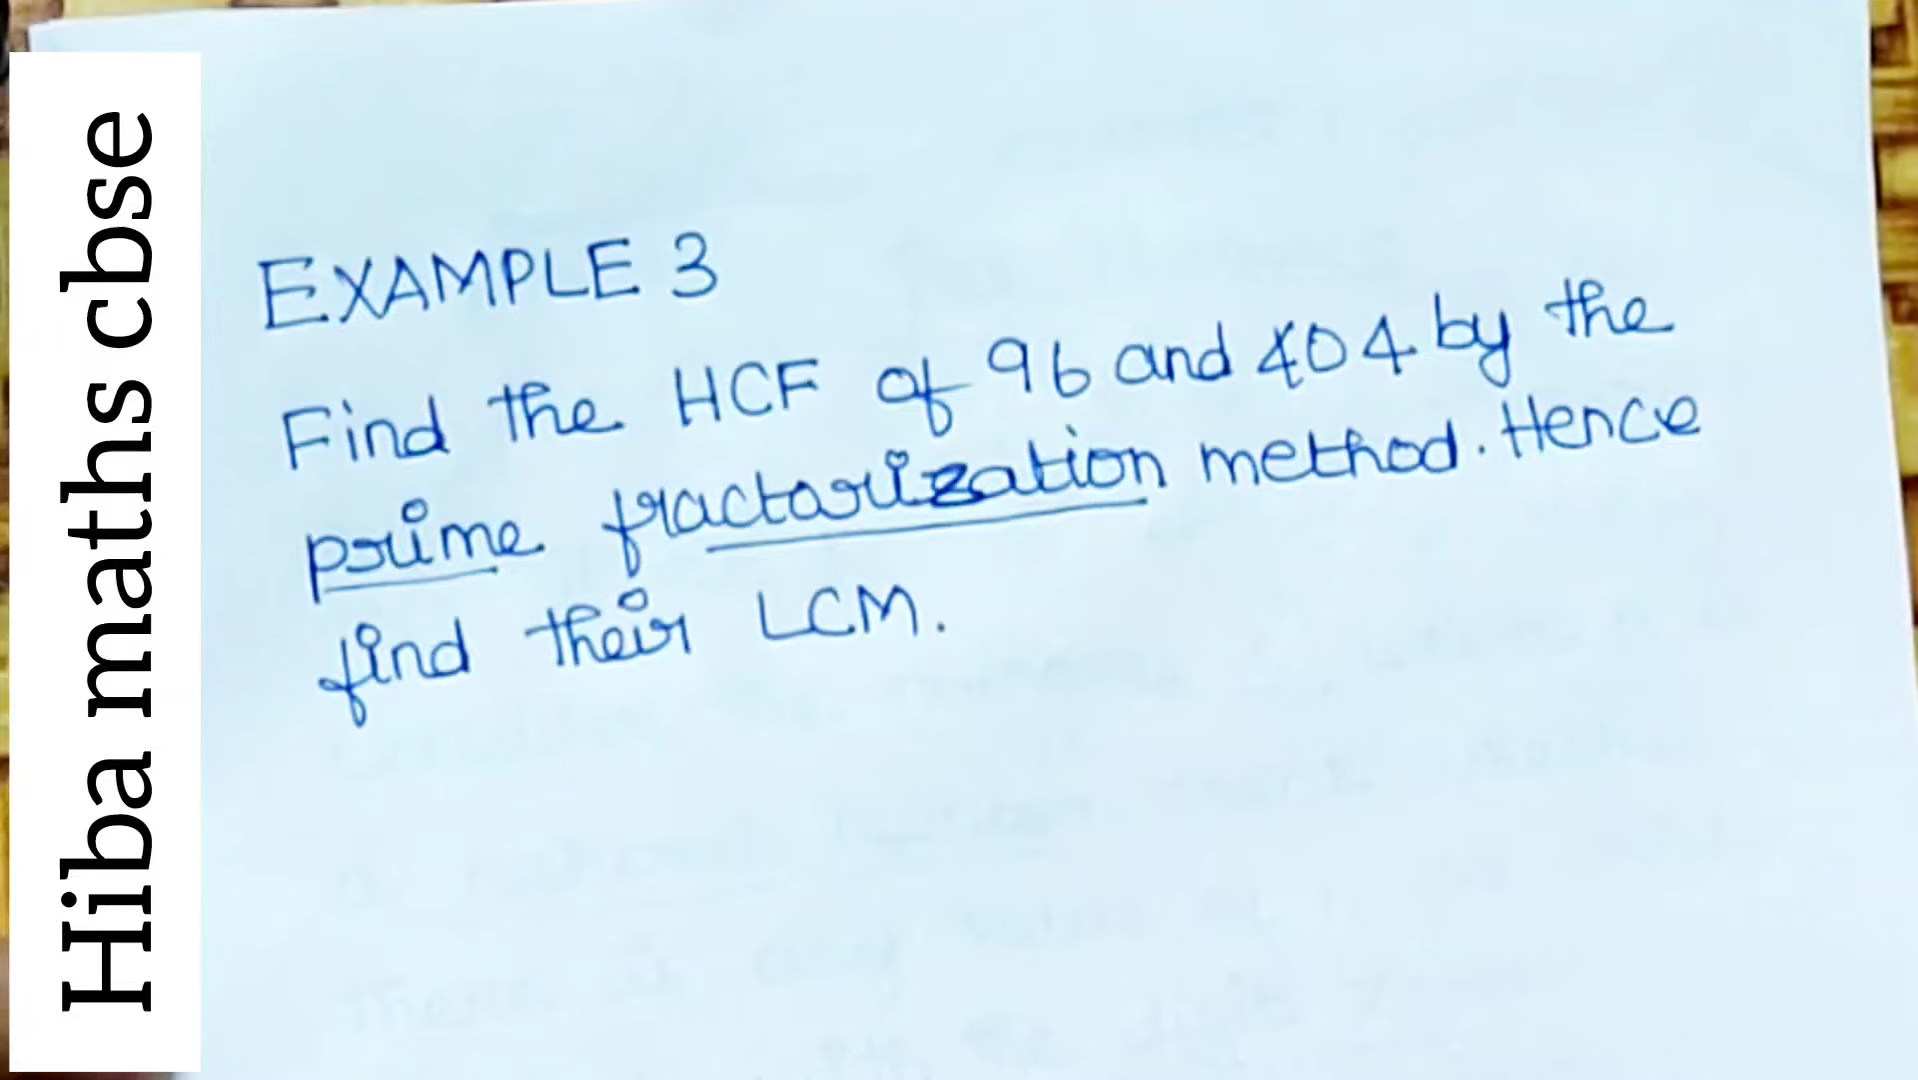 Hiba maths cbse
EXAMPLE 3
Find the HCF of 96 and 404 by the
prime fractorization method. Hence
find their LCM.